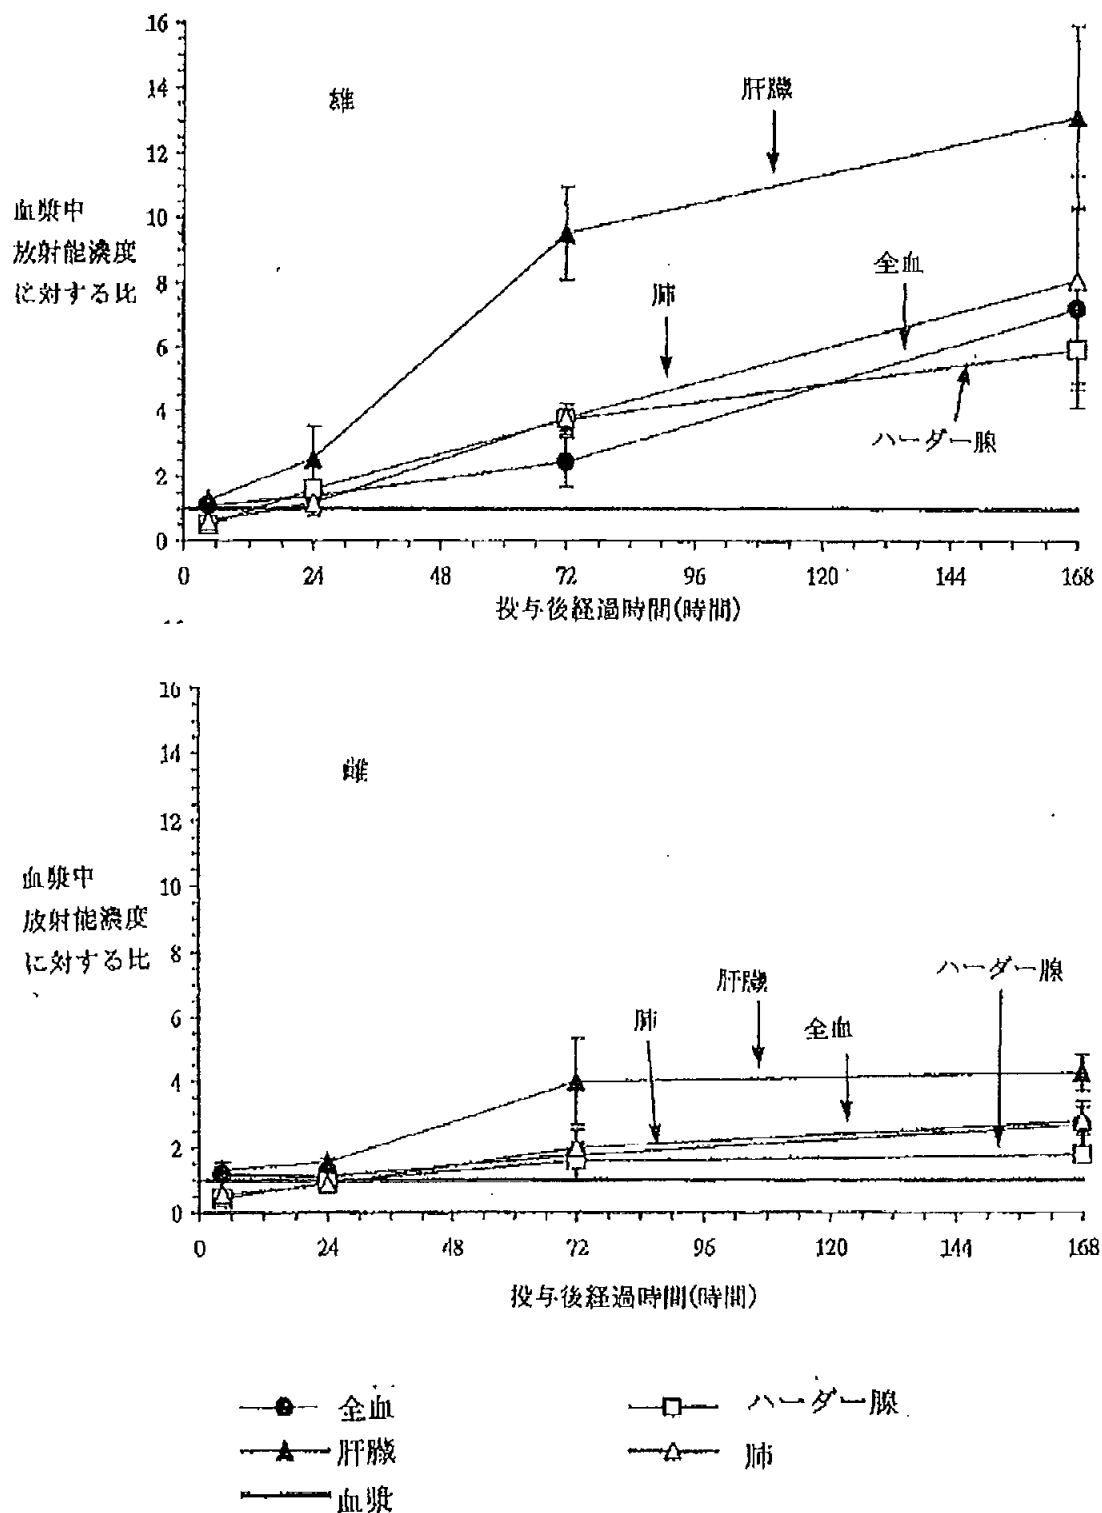 16
14
12
10
8
6
4
2
0
雄
血漿中
放射能濃度
に対する比
肝臓
肺
全血
ハーダー腺
0 24 48 72 96 120 144 168
投与後経過時間(時間)
16
14
12
10
8
6
4
2
0
雌
血漿中
放射能濃度
に対する比
肺
肝臓
全血
ハーダー腺
0 24 48 72 96 120 144 168
投与後経過時間(時間)
全血 ハーダー腺
肝臓 肺
血漿